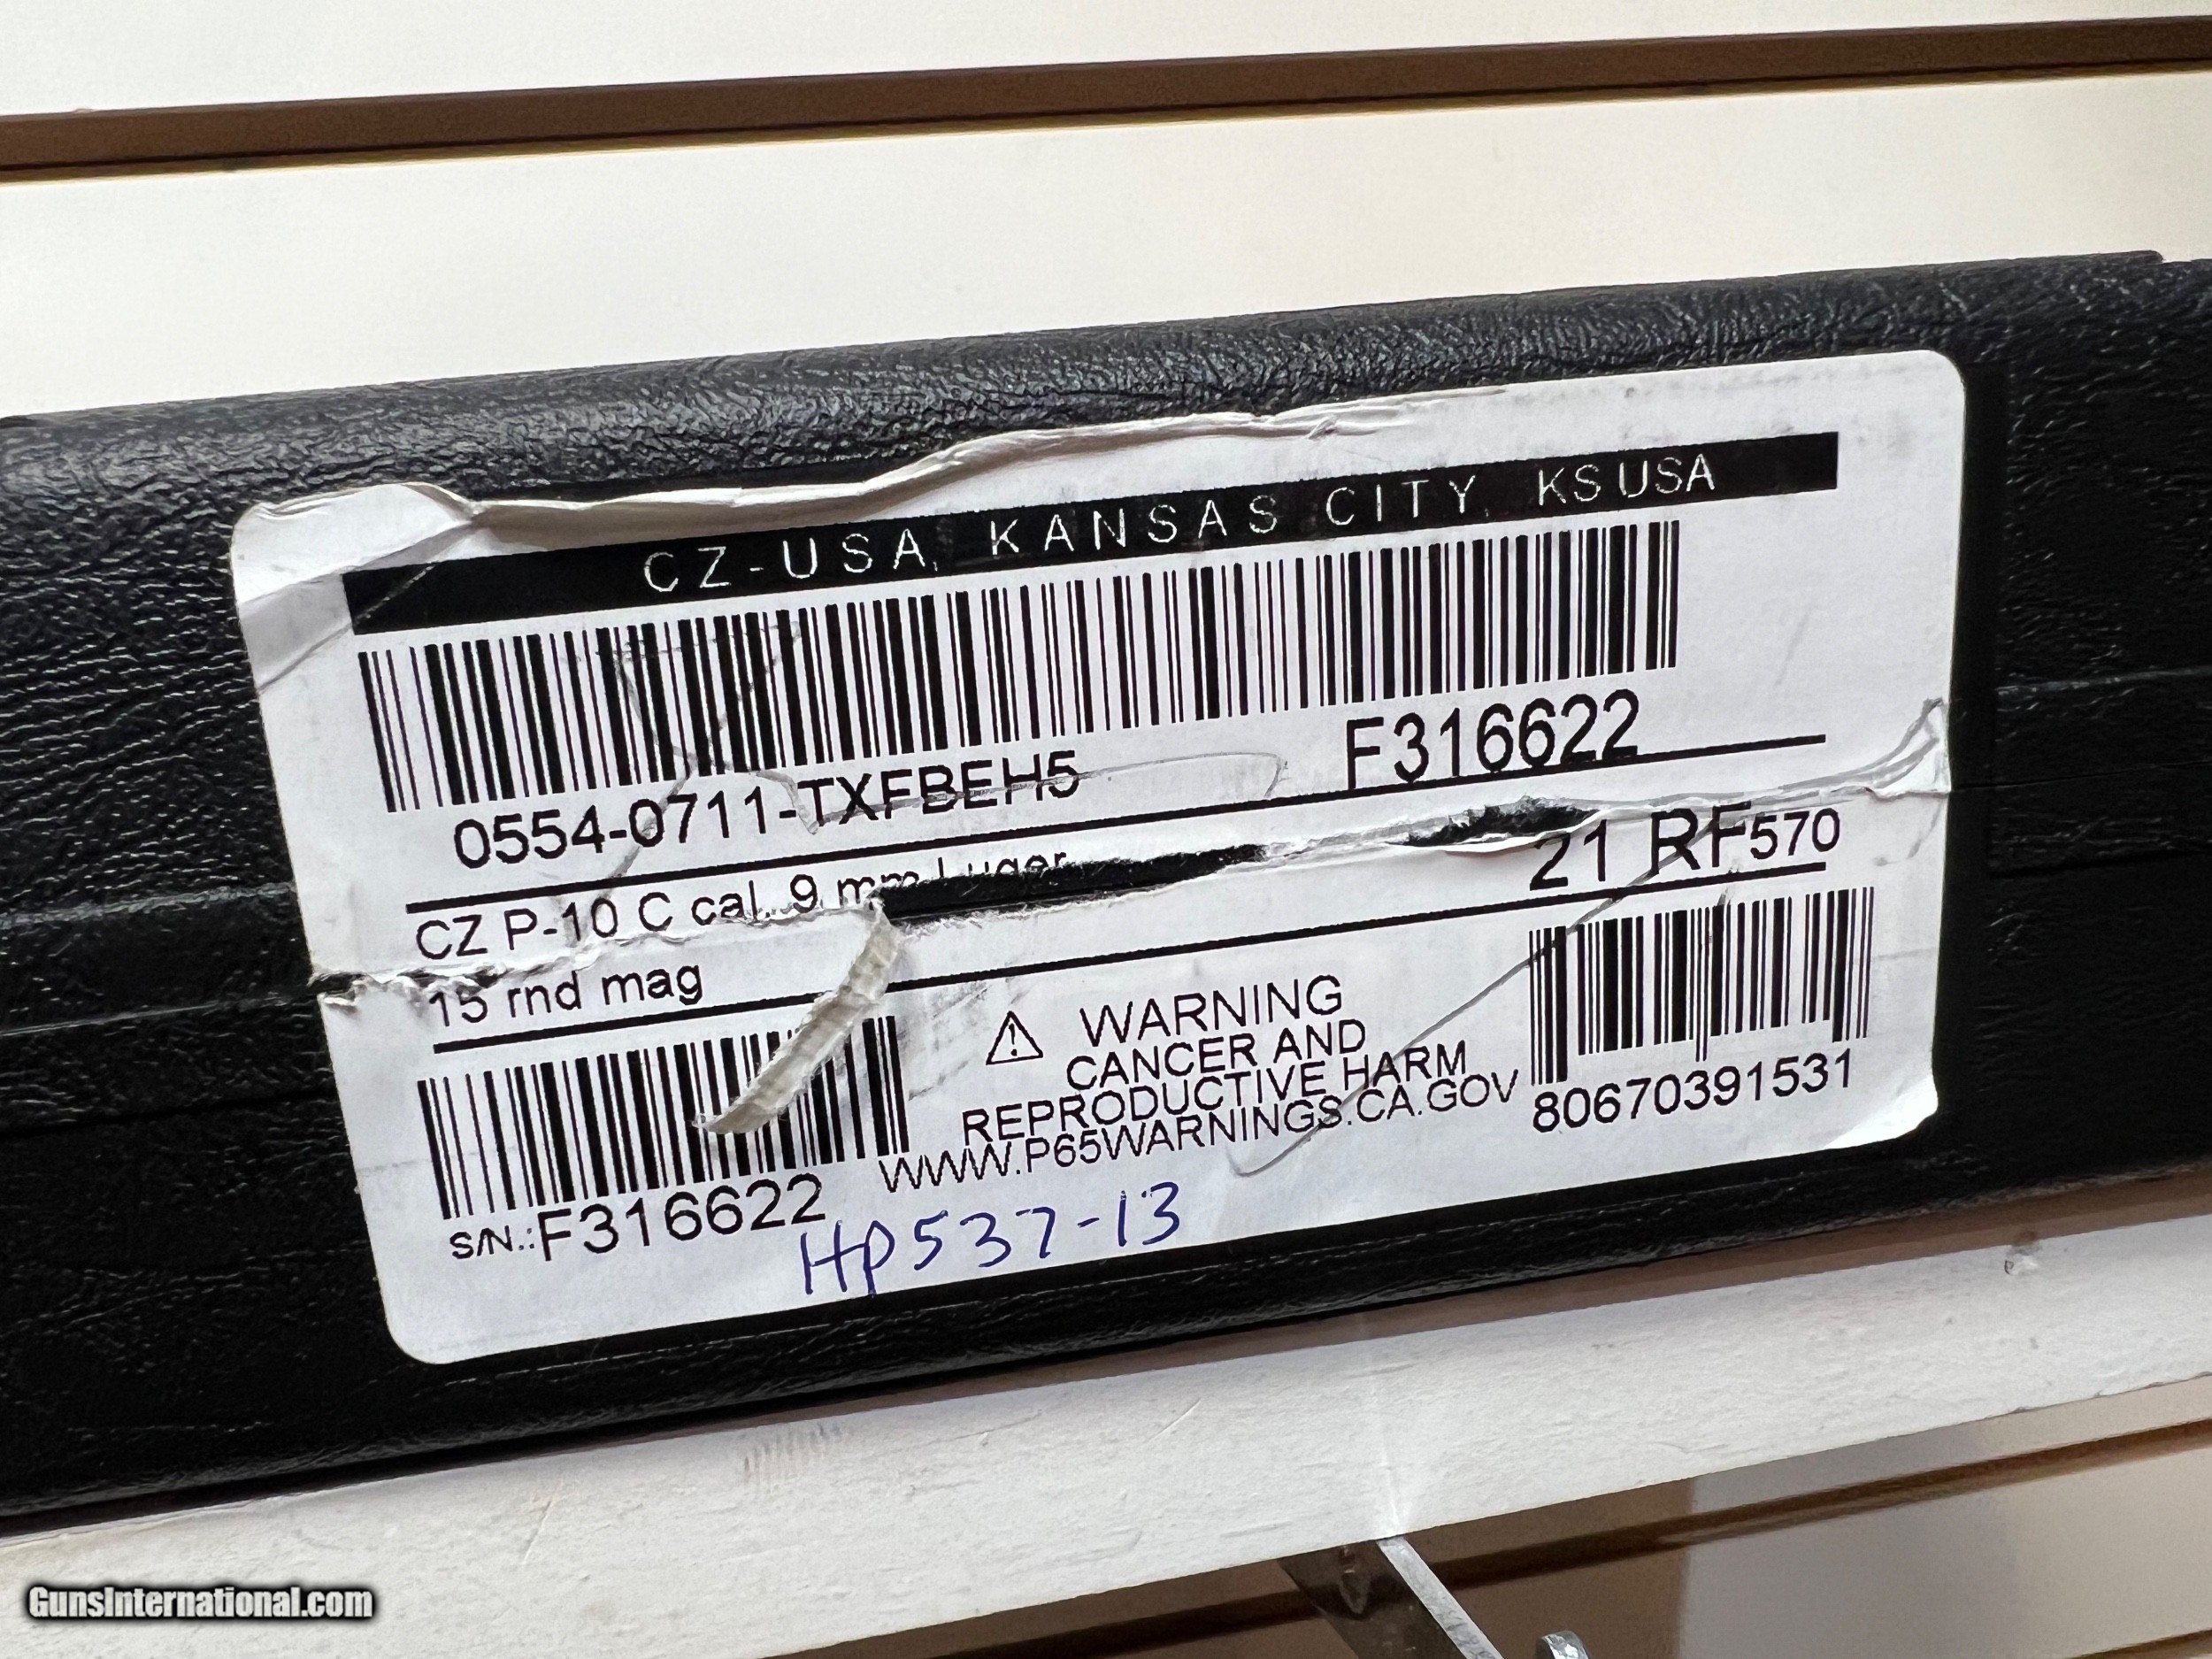 CZ-USA, KANSAS CITY, KS USA
0554-0711-TXFBEH5 F316622
CZ P-10 C cal. 9 mm Luger 21 RF570
15 rnd mag
⚠ WARNING
CANCER AND
REPRODUCTIVE HARM
WWW.P65WARNINGS.CA.GOV
80670391531
S/N.:F316622
HP537-13
GunsInternational.com